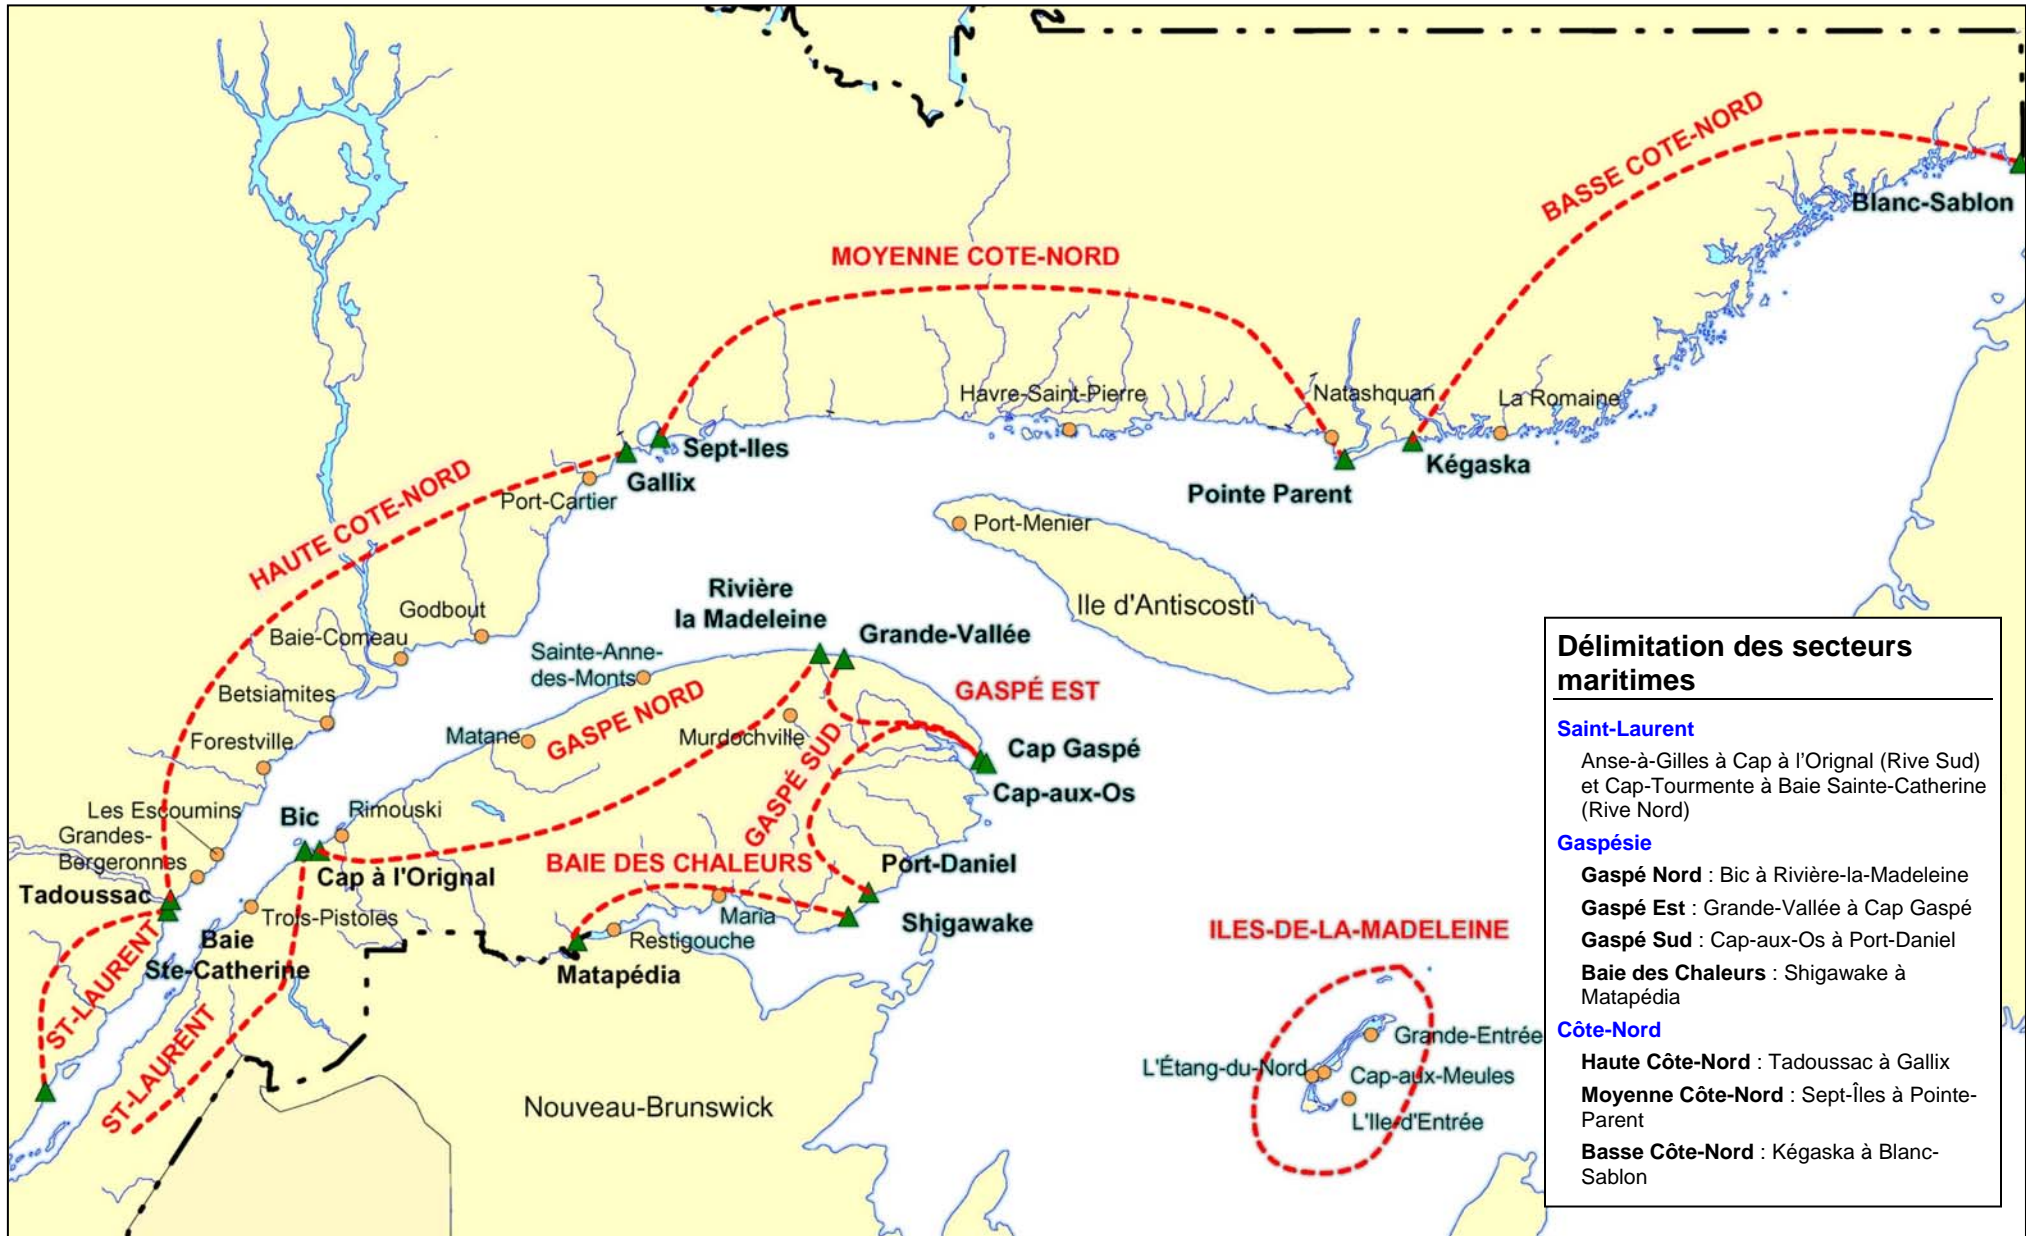 BASSE COTE-NORD
Blanc-Sablon
MOYENNE COTE-NORD
Havre-Saint-Pierre
Natashquan
La Romaine
Sept-Iles
Gallix
Kégaska
Pointe Parent
HAUTE COTE-NORD
Port-Cartier
Port-Menier
Ile d'Antiscosti
Rivière
la Madeleine
Grande-Vallée
Godbout
Baie-Comeau
Sainte-Anne-
des-Monts
Betsiamites
GASPÉ EST
GASPE NORD
Murdochville
Matane
Forestville
GASPÉ SUD
Cap Gaspé
Cap-aux-Os
Les Escoumins
Grandes-
Bergeronnes
Bic
Rimouski
BAIE DES CHALEURS
Port-Daniel
Cap à l'Orignal
Tadoussac
Trois-Pistoles
Maria
Shigawake
Restigouche
Baie
Ste-Catherine
Matapédia
ST-LAURENT
ST-LAURENT
Nouveau-Brunswick
ILES-DE-LA-MADELEINE
Grande-Entrée
L'Étang-du-Nord
Cap-aux-Meules
L'Ile-d'Entrée
Délimitation des secteurs
maritimes
Saint-Laurent
Anse-à-Gilles à Cap à l'Orignal (Rive Sud)
et Cap-Tourmente à Baie Sainte-Catherine
(Rive Nord)
Gaspésie
Gaspé Nord : Bic à Rivière-la-Madeleine
Gaspé Est : Grande-Vallée à Cap Gaspé
Gaspé Sud : Cap-aux-Os à Port-Daniel
Baie des Chaleurs : Shigawake à
Matapédia
Côte-Nord
Haute Côte-Nord : Tadoussac à Gallix
Moyenne Côte-Nord : Sept-Îles à Pointe-
Parent
Basse Côte-Nord : Kégaska à Blanc-
Sablon